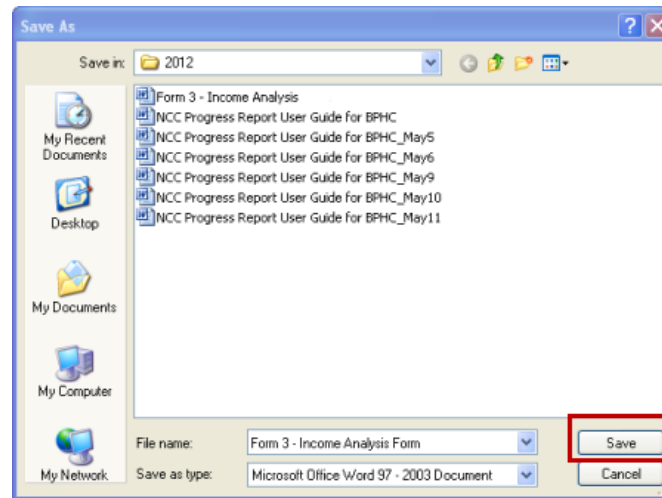 Save As
Save in:
2012
My Recent
Documents
Desktop
My Documents
My Computer
My Network
Form 3 - Income Analysis
NCC Progress Report User Guide for BPHC
NCC Progress Report User Guide for BPHC_May5
NCC Progress Report User Guide for BPHC_May6
NCC Progress Report User Guide for BPHC_May9
NCC Progress Report User Guide for BPHC_May10
NCC Progress Report User Guide for BPHC_May11
File name:
Form 3 - Income Analysis Form
Save
Save as type:
Microsoft Office Word 97 - 2003 Document
Cancel